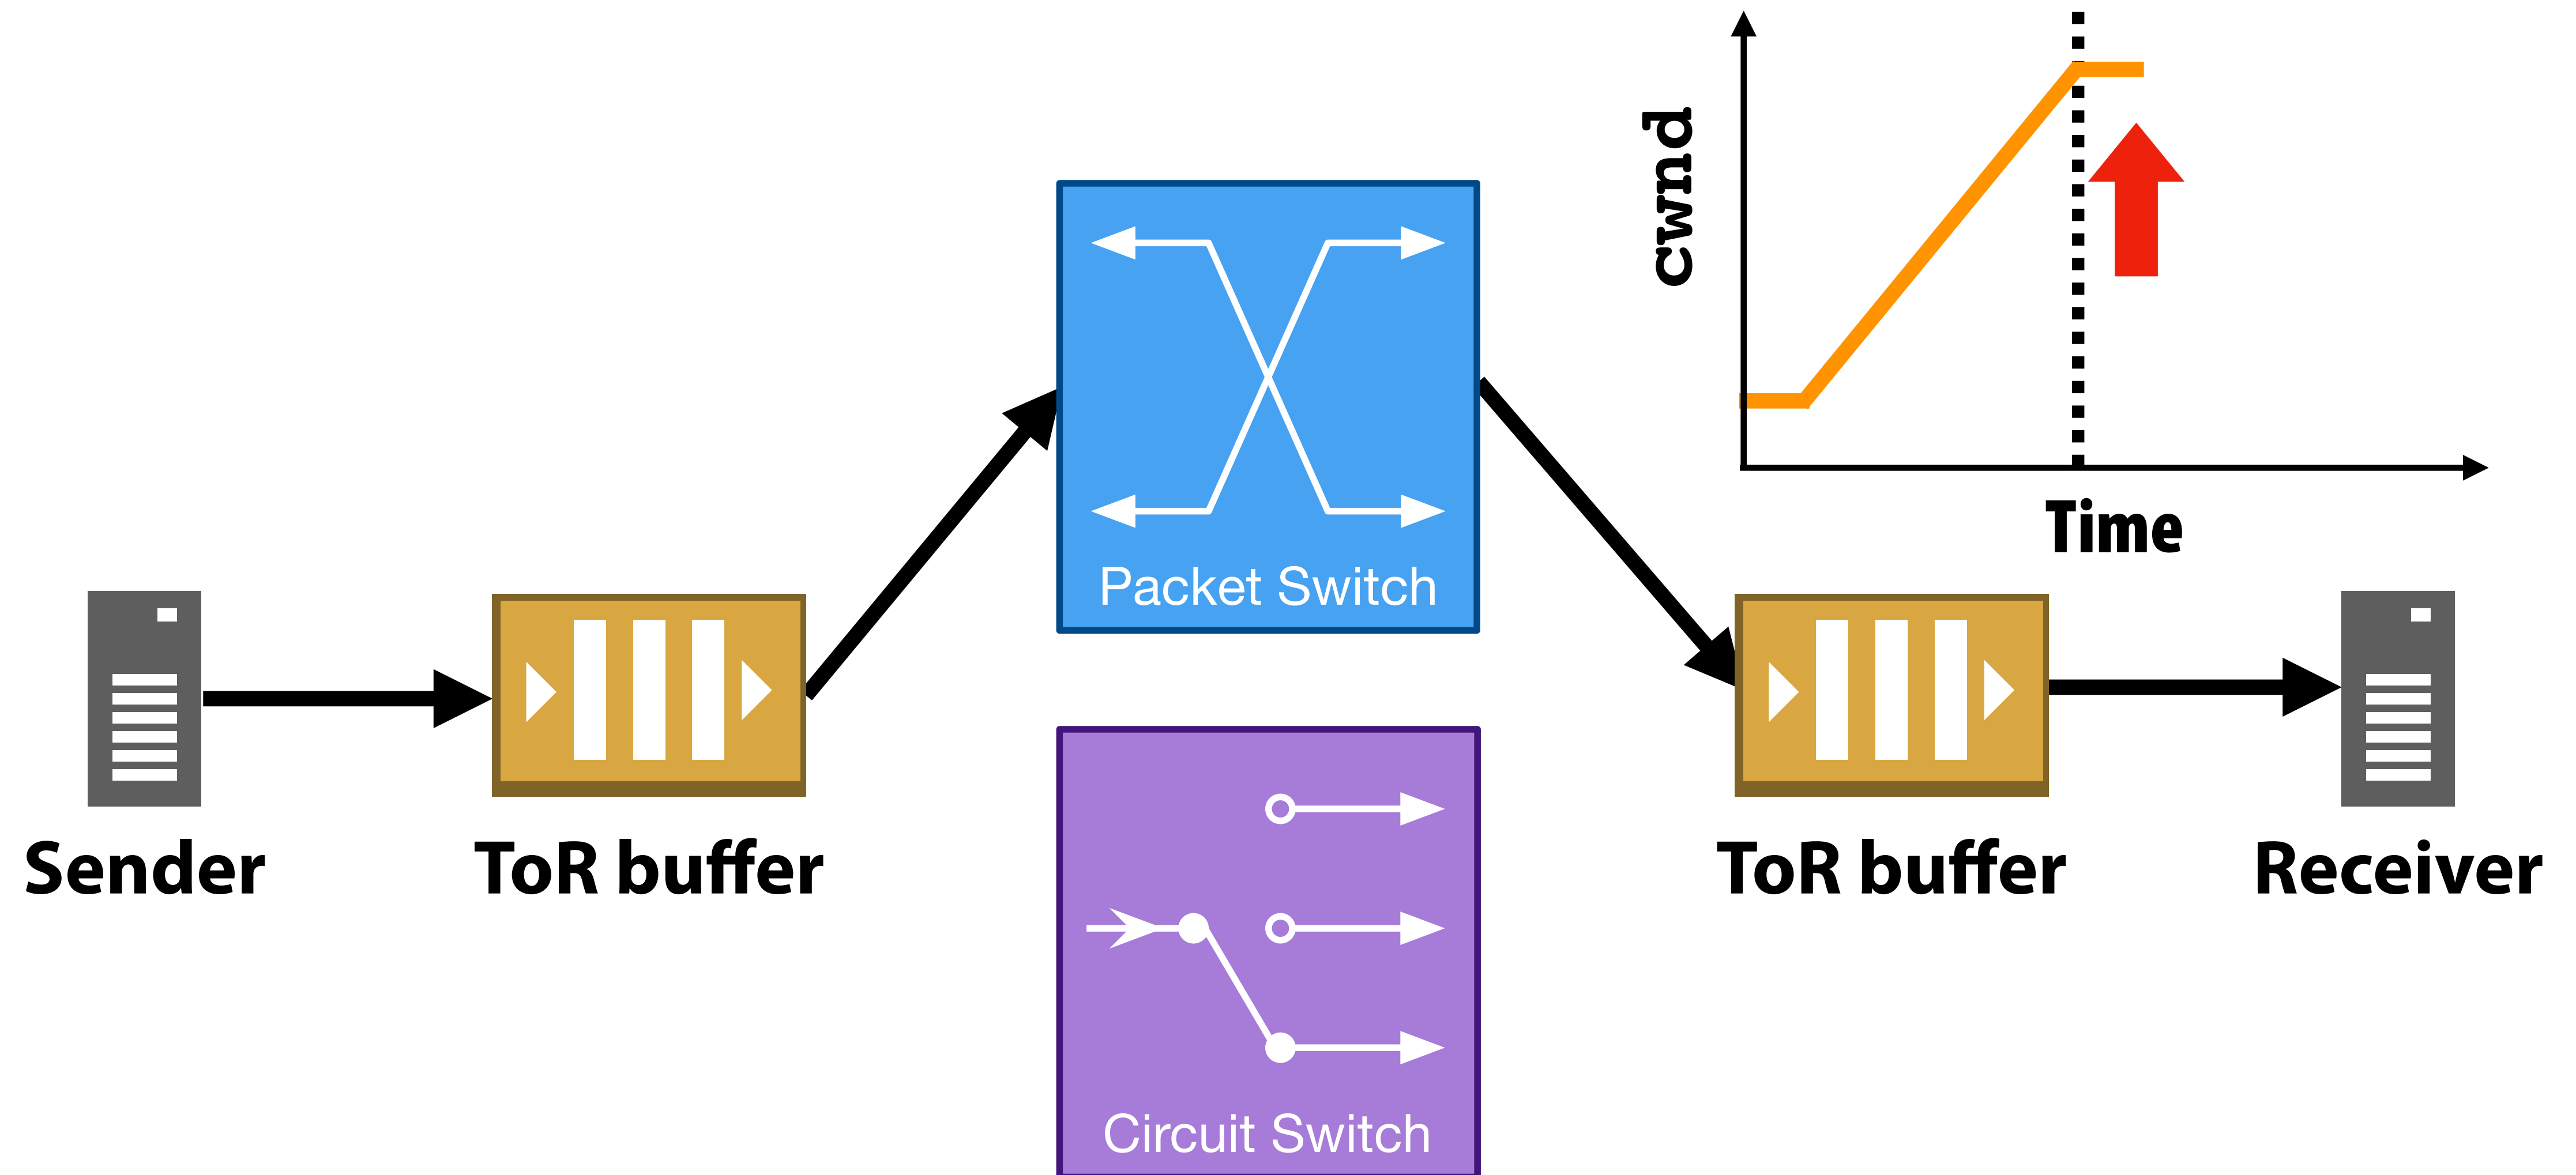 cwnd
Time
Packet Switch
Sender
ToR buffer
ToR buffer
Receiver
Circuit Switch